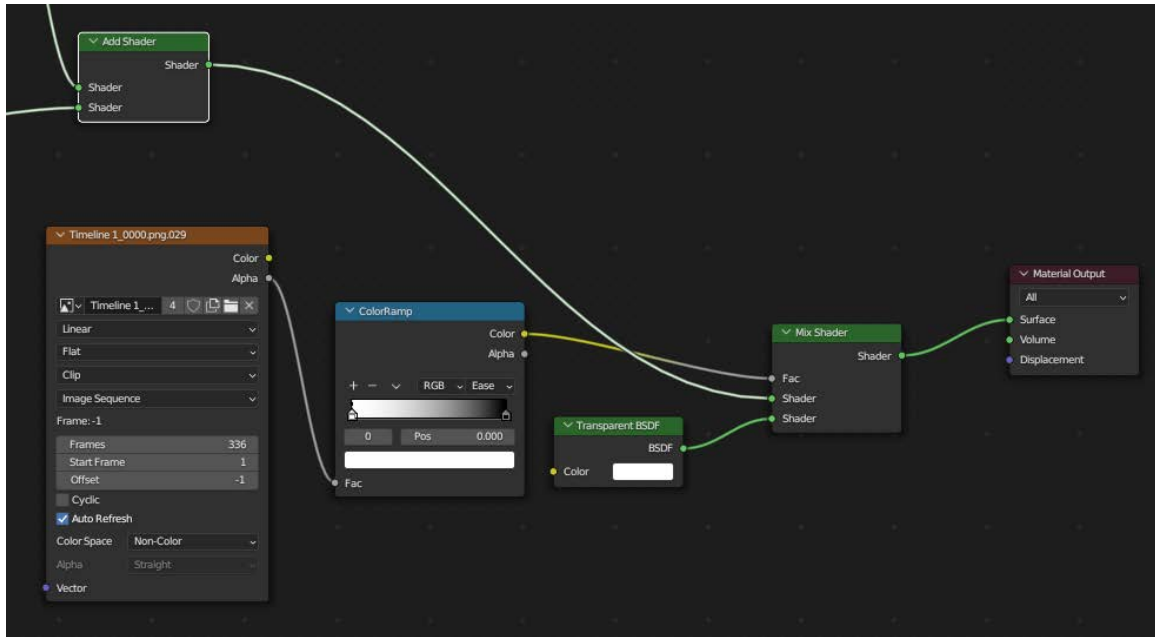 Add Shader
Shader
Shader
Shader
Timeline 1_0000.png.029
Color
Alpha
Timeline 1_... 4
Linear
Flat
Clip
Image Sequence
Frame: -1
Frames 336
Start Frame 1
Offset -1
Cyclic
Auto Refresh
Color Space Non-Color
Alpha Straight
Vector
ColorRamp
Color
Alpha
+ − RGB Ease
0 Pos 0.000
Fac
Transparent BSDF
BSDF
Color
Mix Shader
Shader
Fac
Shader
Shader
Material Output
All
Surface
Volume
Displacement